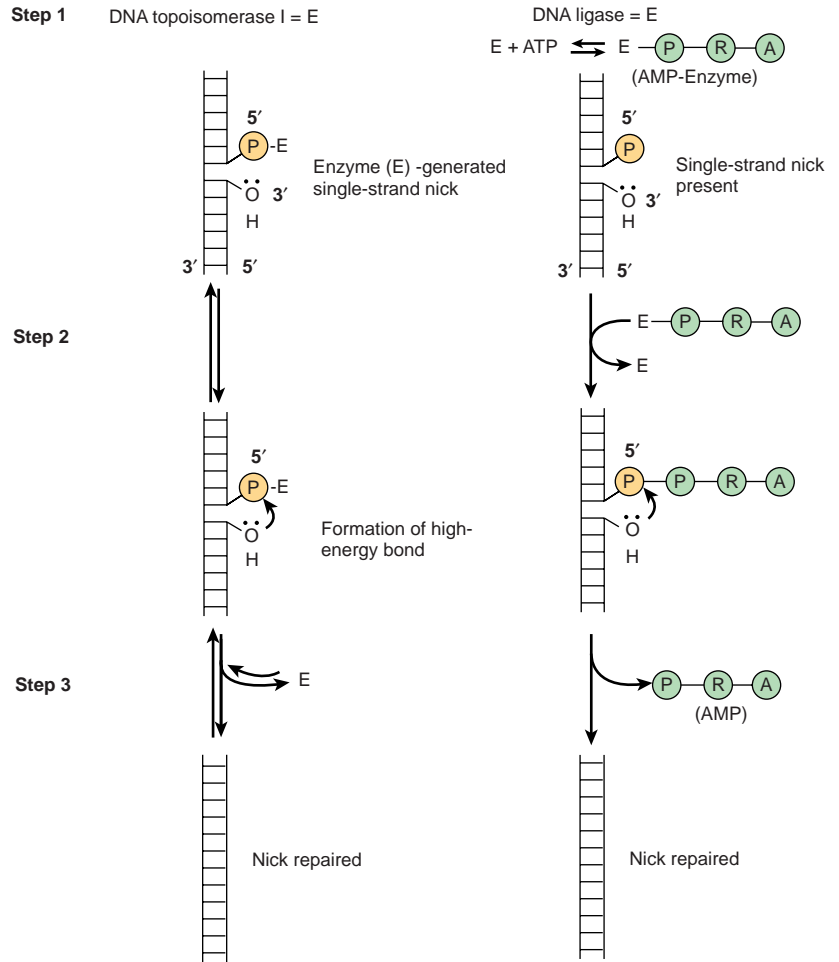 Step 1
DNA topoisomerase I = E
DNA ligase = E
E + ATP
E
P
R
A
(AMP-Enzyme)
5′
P
-E
Enzyme (E) -generated
single-strand nick
O
3′
H
3′
5′
5′
P
Single-strand nick
present
O
3′
H
3′
5′
Step 2
E
P
R
A
E
5′
P
-E
O
H
Formation of high-
energy bond
5′
P
P
R
A
O
H
Step 3
E
P
R
A
(AMP)
Nick repaired
Nick repaired